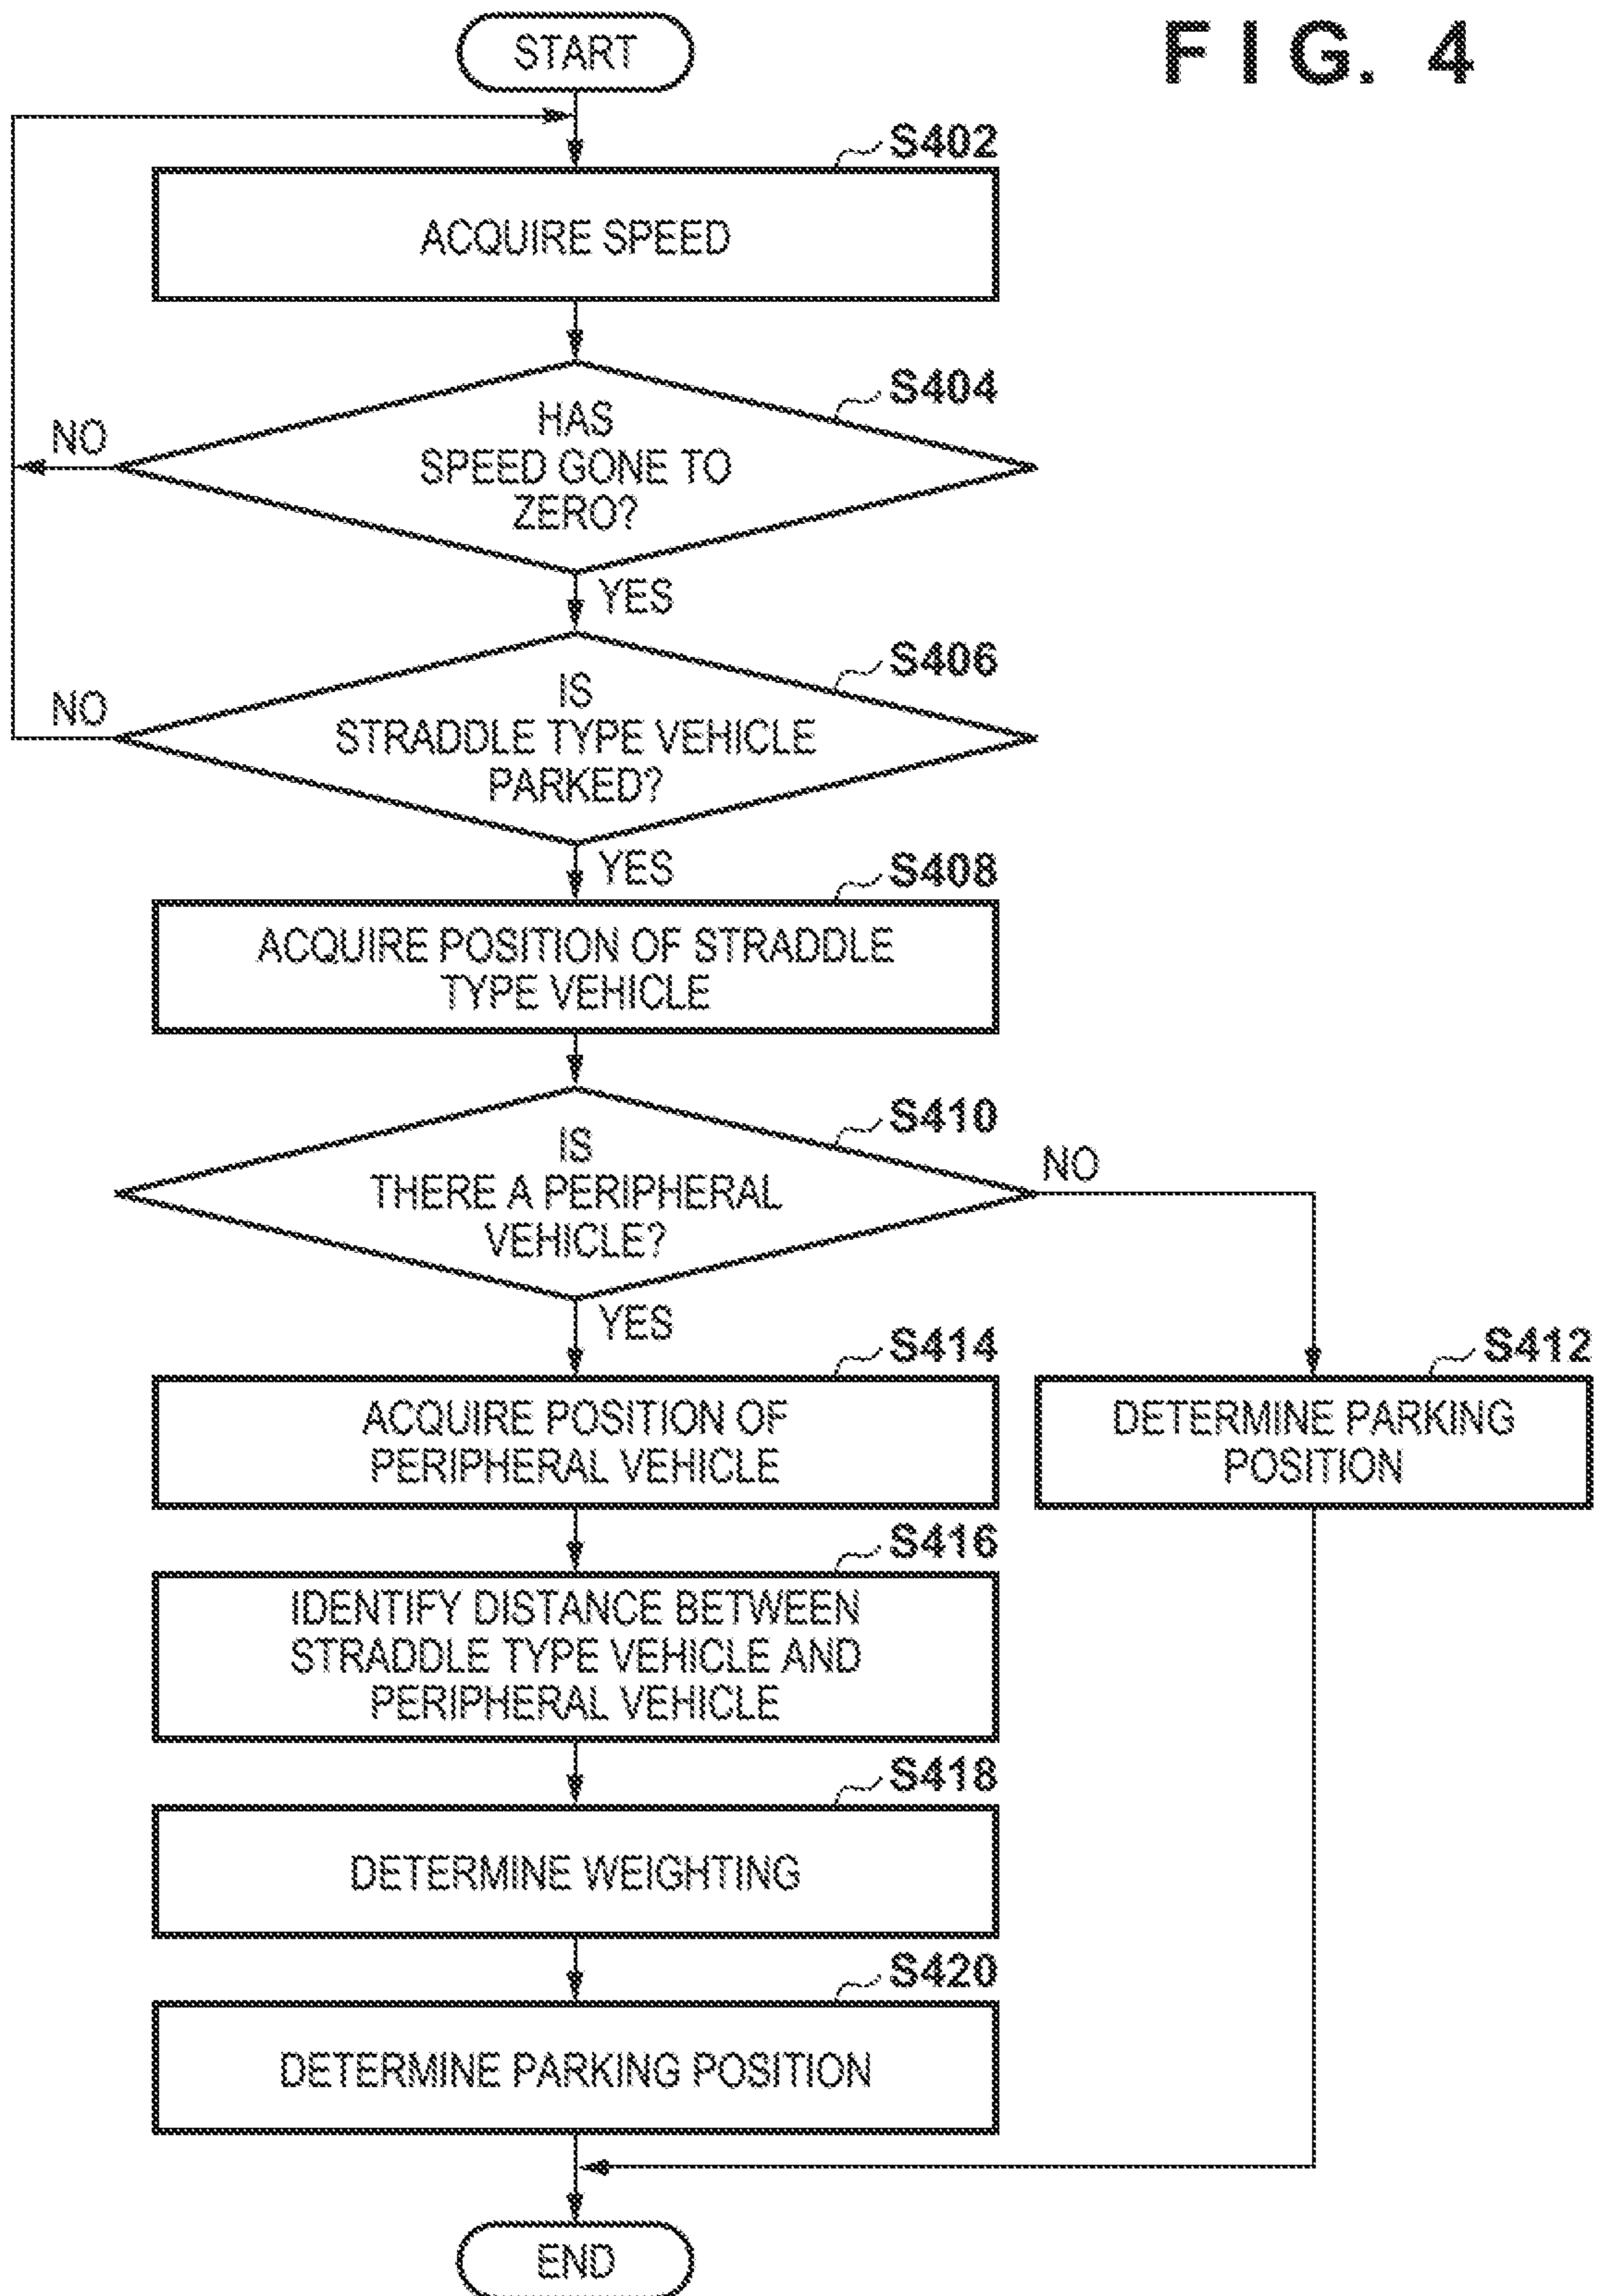 FIG. 4
START
S402
ACQUIRE SPEED
S404
HAS
SPEED GONE TO
ZERO?
NO
YES
S406
IS
STRADDLE TYPE VEHICLE
PARKED?
NO
YES
S408
ACQUIRE POSITION OF STRADDLE
TYPE VEHICLE
S410
IS
THERE A PERIPHERAL
VEHICLE?
NO
YES
S412
DETERMINE PARKING
POSITION
S414
ACQUIRE POSITION OF
PERIPHERAL VEHICLE
S416
IDENTIFY DISTANCE BETWEEN
STRADDLE TYPE VEHICLE AND
PERIPHERAL VEHICLE
S418
DETERMINE WEIGHTING
S420
DETERMINE PARKING POSITION
END